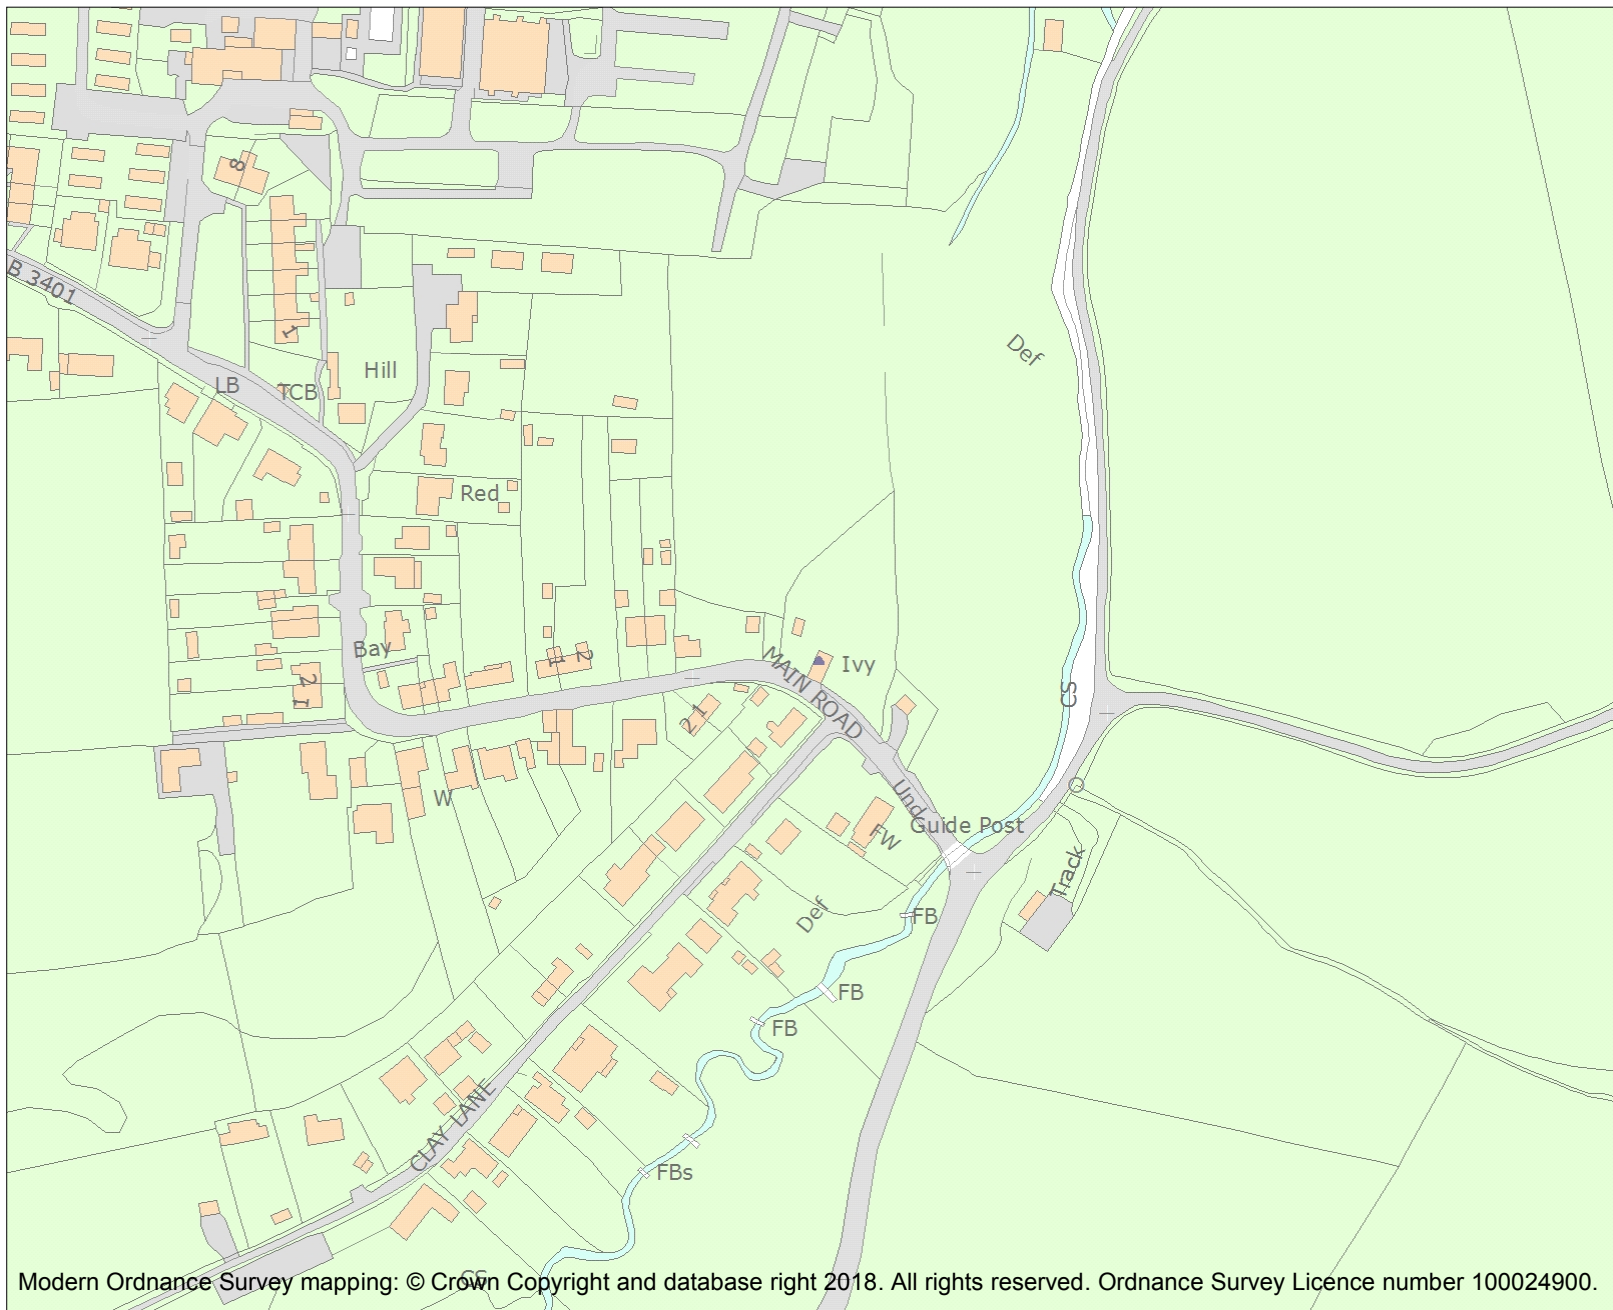 8
B 3401
1
Def
Hill
LB
TCB
Red
Bay
1
2
MAIN ROAD
Ivy
2
1
2 1
CS
Und
W
Guide Post
FW
Track
Def
FB
FB
FB
CLAY LANE
FBs
CS
Modern Ordnance Survey mapping: © Crown Copyright and database right 2018. All rights reserved. Ordnance Survey Licence number 100024900.